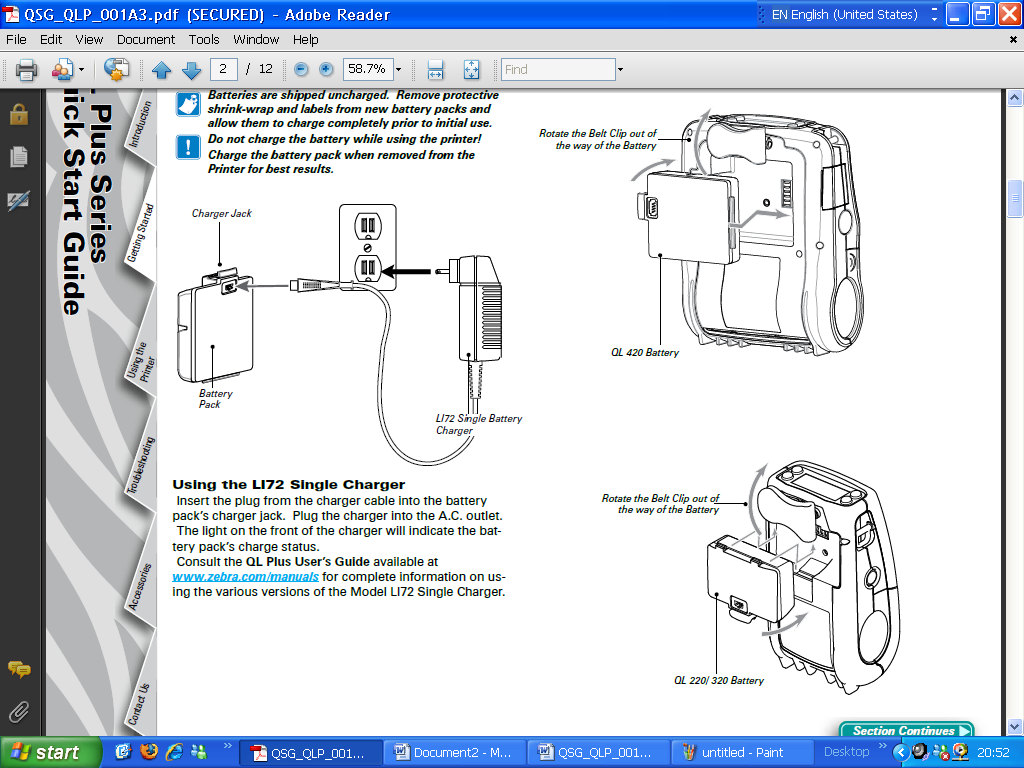 QSG_QLP_001A3.pdf (SECURED) - Adobe Reader
EN English (United States)
File Edit View Document Tools Window Help
2 / 12
58.7%
Find
Plus Series
ick Start Guide
Introduction
Getting Started
Using the
Printer
Troubleshooting
Accessories
Contact Us
Batteries are shipped uncharged. Remove protective
shrink-wrap and labels from new battery packs and
allow them to charge completely prior to initial use.
Do not charge the battery while using the printer!
Charge the battery pack when removed from the
Printer for best results.
Charger Jack
Battery
Pack
LI72 Single Battery
Charger
Using the LI72 Single Charger
Insert the plug from the charger cable into the battery
pack's charger jack. Plug the charger into the A.C. outlet.
The light on the front of the charger will indicate the bat-
tery pack's charge status.
Consult the QL Plus User's Guide available at
www.zebra.com/manuals for complete information on us-
ing the various versions of the Model LI72 Single Charger.
Rotate the Belt Clip out of
the way of the Battery
QL 420 Battery
Rotate the Belt Clip out of
the way of the Battery
QL 220/ 320 Battery
Section Continues
start
QSG_QLP_001...
Document2 - M...
QSG_QLP_001...
untitled - Paint
Desktop
20:52